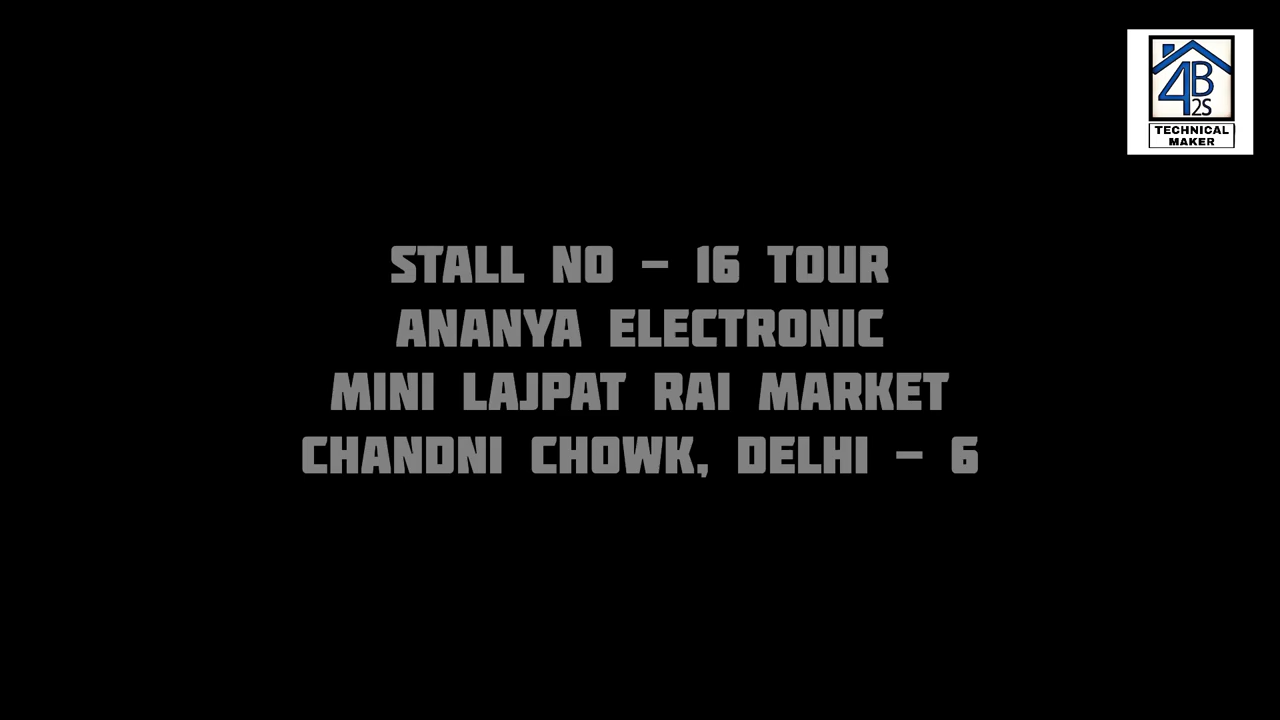 4B
2S
TECHNICAL
MAKER
STALL NO - 16 TOUR
ANANYA ELECTRONIC
MINI LAJPAT RAI MARKET
CHANDNI CHOWK, DELHI - 6